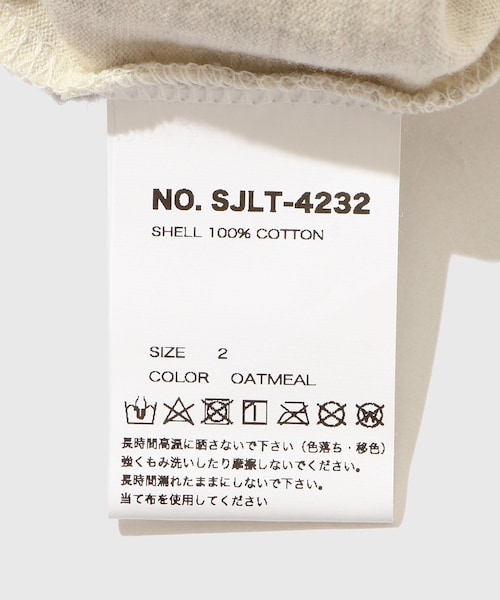 NO. SJLT-4232
SHELL 100% COTTON
SIZE 2
COLOR OATMEAL
長時間高温に晒さないで下さい（色落ち・移色）
強くもみ洗いしたり摩擦しないでください。
長時間濡れたままにしないで下さい。
当て布を使用してください